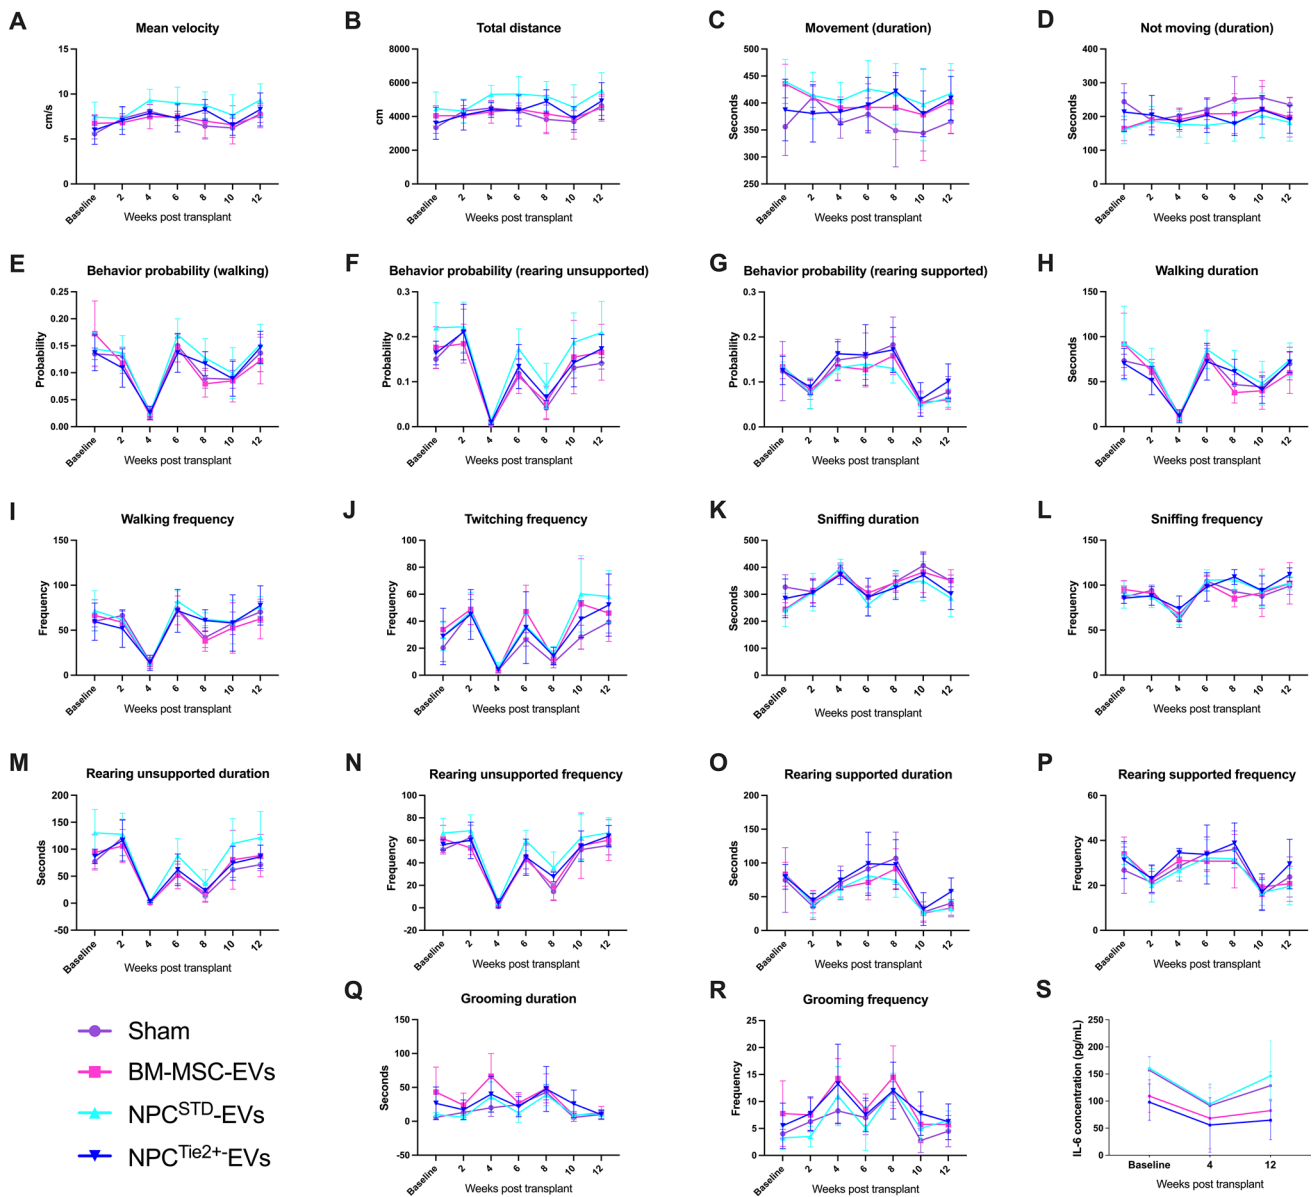 A
Mean velocity
15
10
5
0
cm/s
Baseline
2
4
6
8
10
12
Weeks post transplant
B
Total distance
8000
6000
4000
2000
0
cm
Baseline
2
4
6
8
10
12
Weeks post transplant
C
Movement (duration)
500
450
400
350
300
250
Seconds
Baseline
2
4
6
8
10
12
Weeks post transplant
D
Not moving (duration)
400
300
200
100
0
Seconds
Baseline
2
4
6
8
10
12
Weeks post transplant
E
Behavior probability (walking)
0.25
0.20
0.15
0.10
0.05
0.00
Probability
Baseline
2
4
6
8
10
12
Weeks post transplant
F
Behavior probability (rearing unsupported)
0.3
0.2
0.1
0.0
Probability
Baseline
2
4
6
8
10
12
Weeks post transplant
G
Behavior probability (rearing supported)
0.3
0.2
0.1
0.0
Probability
Baseline
2
4
6
8
10
12
Weeks post transplant
H
Walking duration
150
100
50
0
Seconds
Baseline
2
4
6
8
10
12
Weeks post transplant
I
Walking frequency
150
100
50
0
Frequency
Baseline
2
4
6
8
10
12
Weeks post transplant
J
Twitching frequency
100
80
60
40
20
0
Frequency
Baseline
2
4
6
8
10
12
Weeks post transplant
K
Sniffing duration
500
400
300
200
100
0
Seconds
Baseline
2
4
6
8
10
12
Weeks post transplant
L
Sniffing frequency
150
100
50
0
Frequency
Baseline
2
4
6
8
10
12
Weeks post transplant
M
Rearing unsupported duration
200
150
100
50
0
-50
Seconds
Baseline
2
4
6
8
10
12
Weeks post transplant
N
Rearing unsupported frequency
100
80
60
40
20
0
-20
Frequency
Baseline
2
4
6
8
10
12
Weeks post transplant
O
Rearing supported duration
200
150
100
50
0
Seconds
Baseline
2
4
6
8
10
12
Weeks post transplant
P
Rearing supported frequency
60
40
20
0
Frequency
Baseline
2
4
6
8
10
12
Weeks post transplant
Sham
BM-MSC-EVs
NPCSTD-EVs
NPCTie2+-EVs
Q
Grooming duration
150
100
50
0
-50
Seconds
Baseline
2
4
6
8
10
12
Weeks post transplant
R
Grooming frequency
25
20
15
10
5
0
Frequency
Baseline
2
4
6
8
10
12
Weeks post transplant
S
250
200
150
100
50
0
IL-6 concentration (pg/mL)
Baseline
4
12
Weeks post transplant